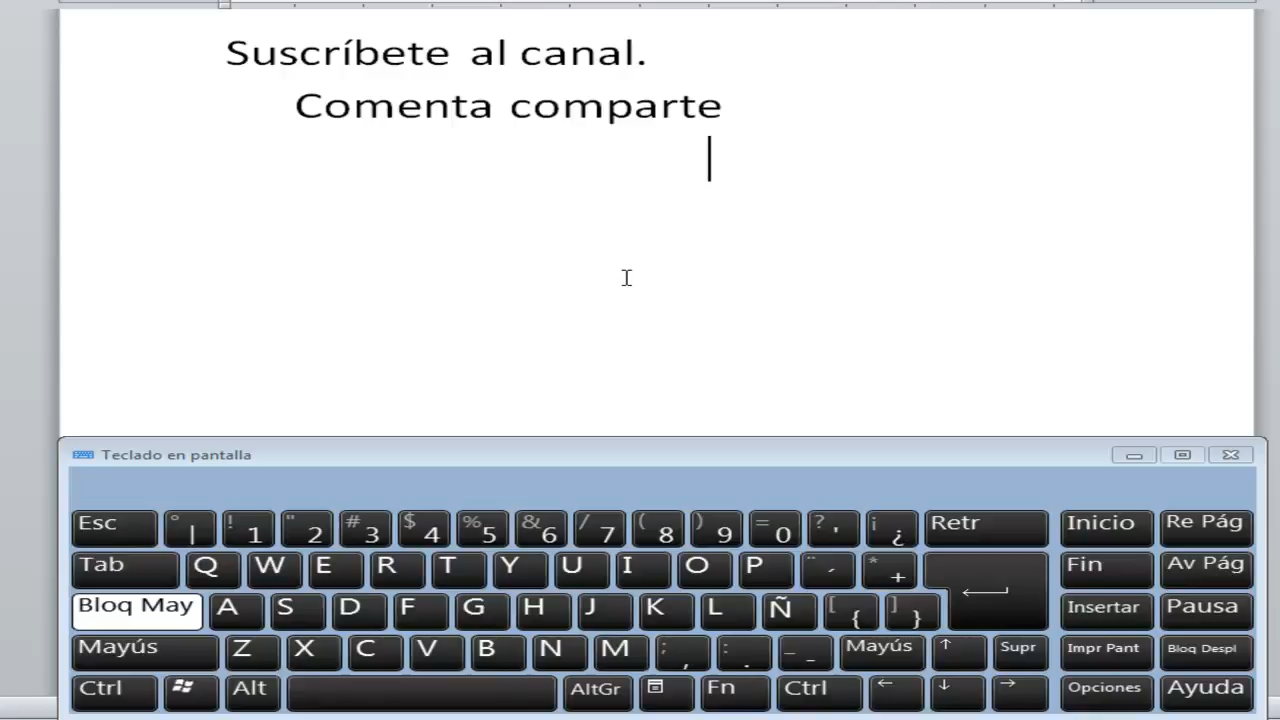 Suscríbete al canal.
Comenta comparte
Teclado en pantalla
Esc ° | ! 1 " 2 # 3 $ 4 % 5 & 6 / 7 ( 8 ) 9 = 0 ? ' ¡ ¿ Retr Inicio Re Pág
Tab Q W E R T Y U I O P ¨ ´ * + Fin Av Pág
Bloq May A S D F G H J K L Ñ [ { ] } Insertar Pausa
Mayús Z X C V B N M ; , : . _ - Mayús ↑ Supr Impr Pant Bloq Despl
Ctrl Alt AltGr Fn Ctrl ← ↓ → Opciones Ayuda